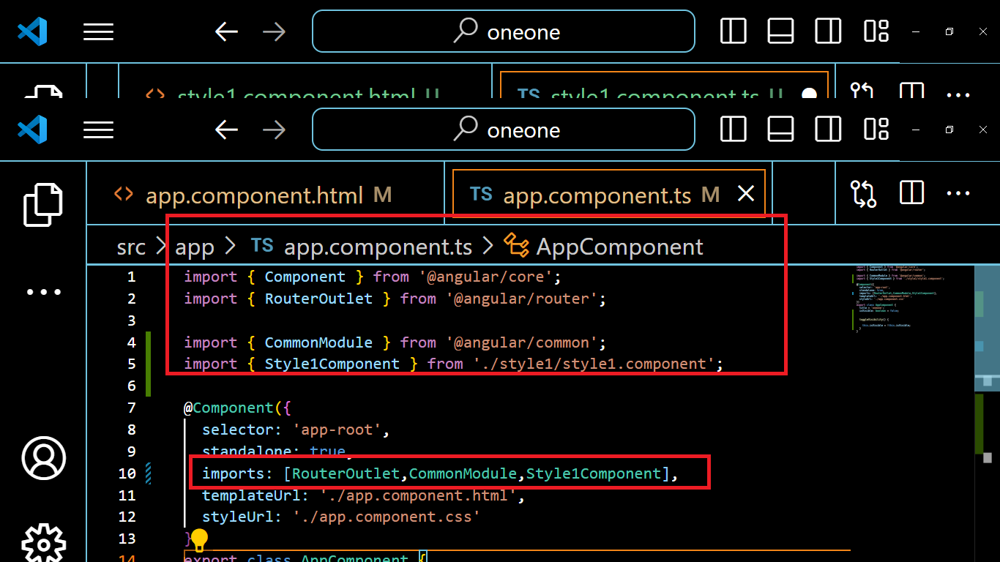 oneone
style1.component.html U
TS style1.component.ts U
oneone
app.component.html M
TS app.component.ts M
src > app > TS app.component.ts > AppComponent
1 import { Component } from '@angular/core';
2 import { RouterOutlet } from '@angular/router';
3
4 import { CommonModule } from '@angular/common';
5 import { Style1Component } from './style1/style1.component';
6
7 @Component({
8 selector: 'app-root',
9 standalone: true,
10 imports: [RouterOutlet,CommonModule,Style1Component],
11 templateUrl: './app.component.html',
12 styleUrl: './app.component.css'
13 }
14 export class AppComponent {